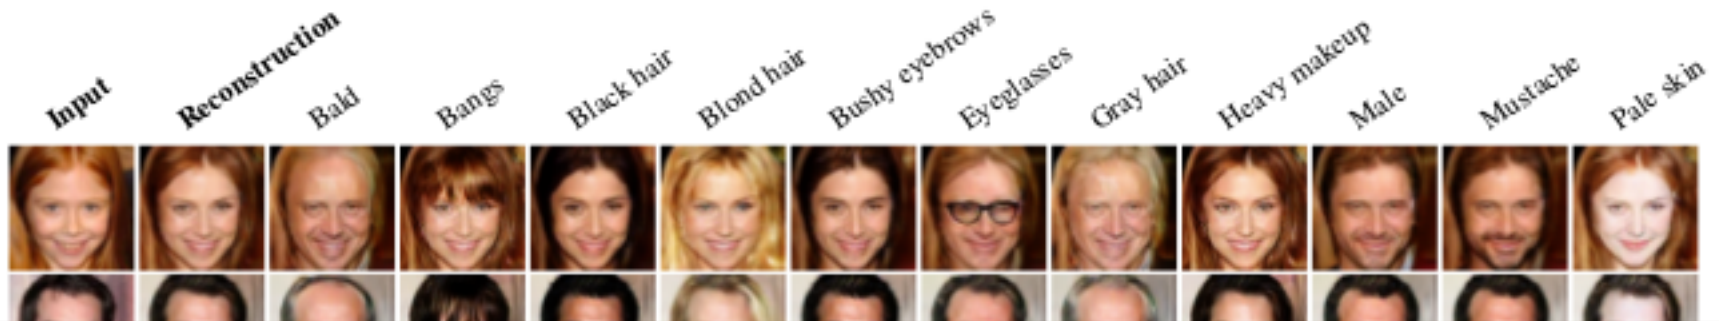 Input
Reconstruction
Bald
Bangs
Black hair
Blond hair
Bushy eyebrows
Eyeglasses
Gray hair
Heavy makeup
Male
Mustache
Pale skin